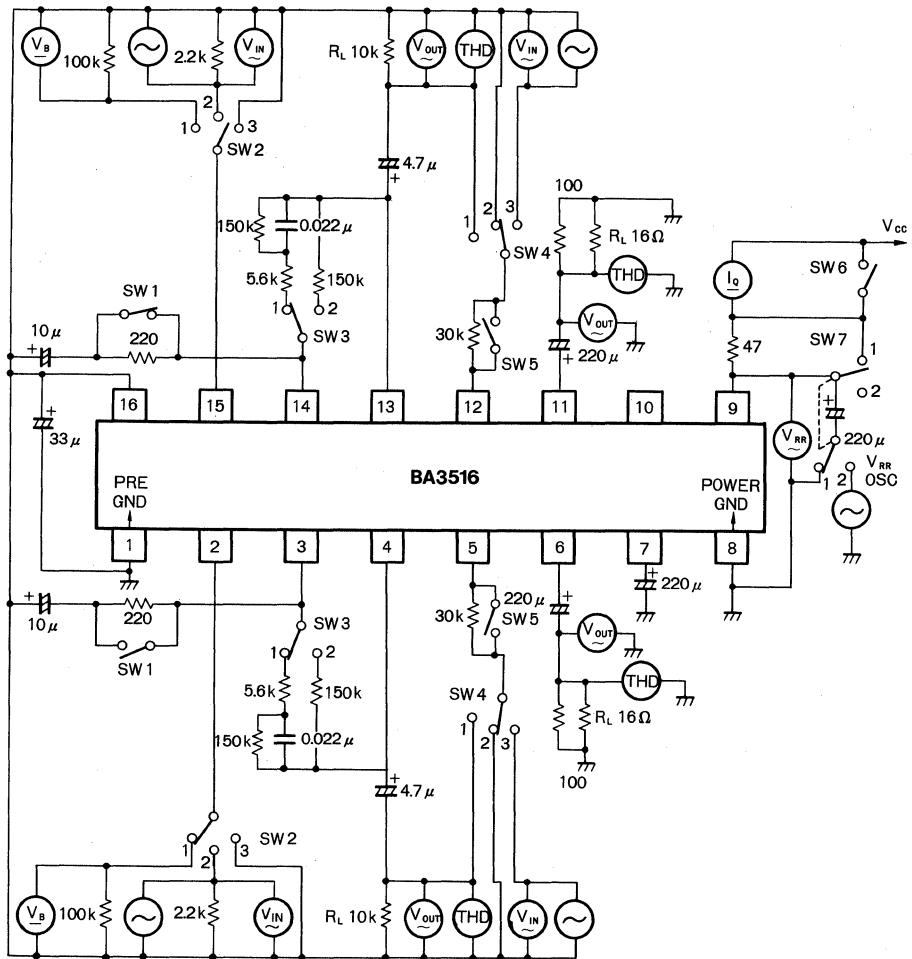 V_B
100k
2.2k
V_IN
R_L 10k
V_OUT
THD
V_IN
1
2
3
SW2
4.7μ
+
100
150k
0.022μ
1
2
3
SW4
R_L 16Ω
THD
V_CC
I_Q
SW6
5.6k
150k
SW1
1
2
SW3
30k
SW5
V_OUT
+
220μ
47
SW7
1
2
10μ
+
220
+
33μ
16
15
14
13
12
11
10
9
V_RR
+
220μ
1
2
V_RR
OSC
BA3516
PRE
GND
POWER
GND
1
2
3
4
5
6
7
8
+
10μ
220
SW1
SW3
1
2
5.6k
150k
150k
0.022μ
30k
SW5
220μ
+
+
220μ
V_OUT
THD
R_L 16Ω
100
SW4
1
2
3
+
4.7μ
1
2
3
SW2
V_B
100k
2.2k
V_IN
R_L 10k
V_OUT
THD
V_IN